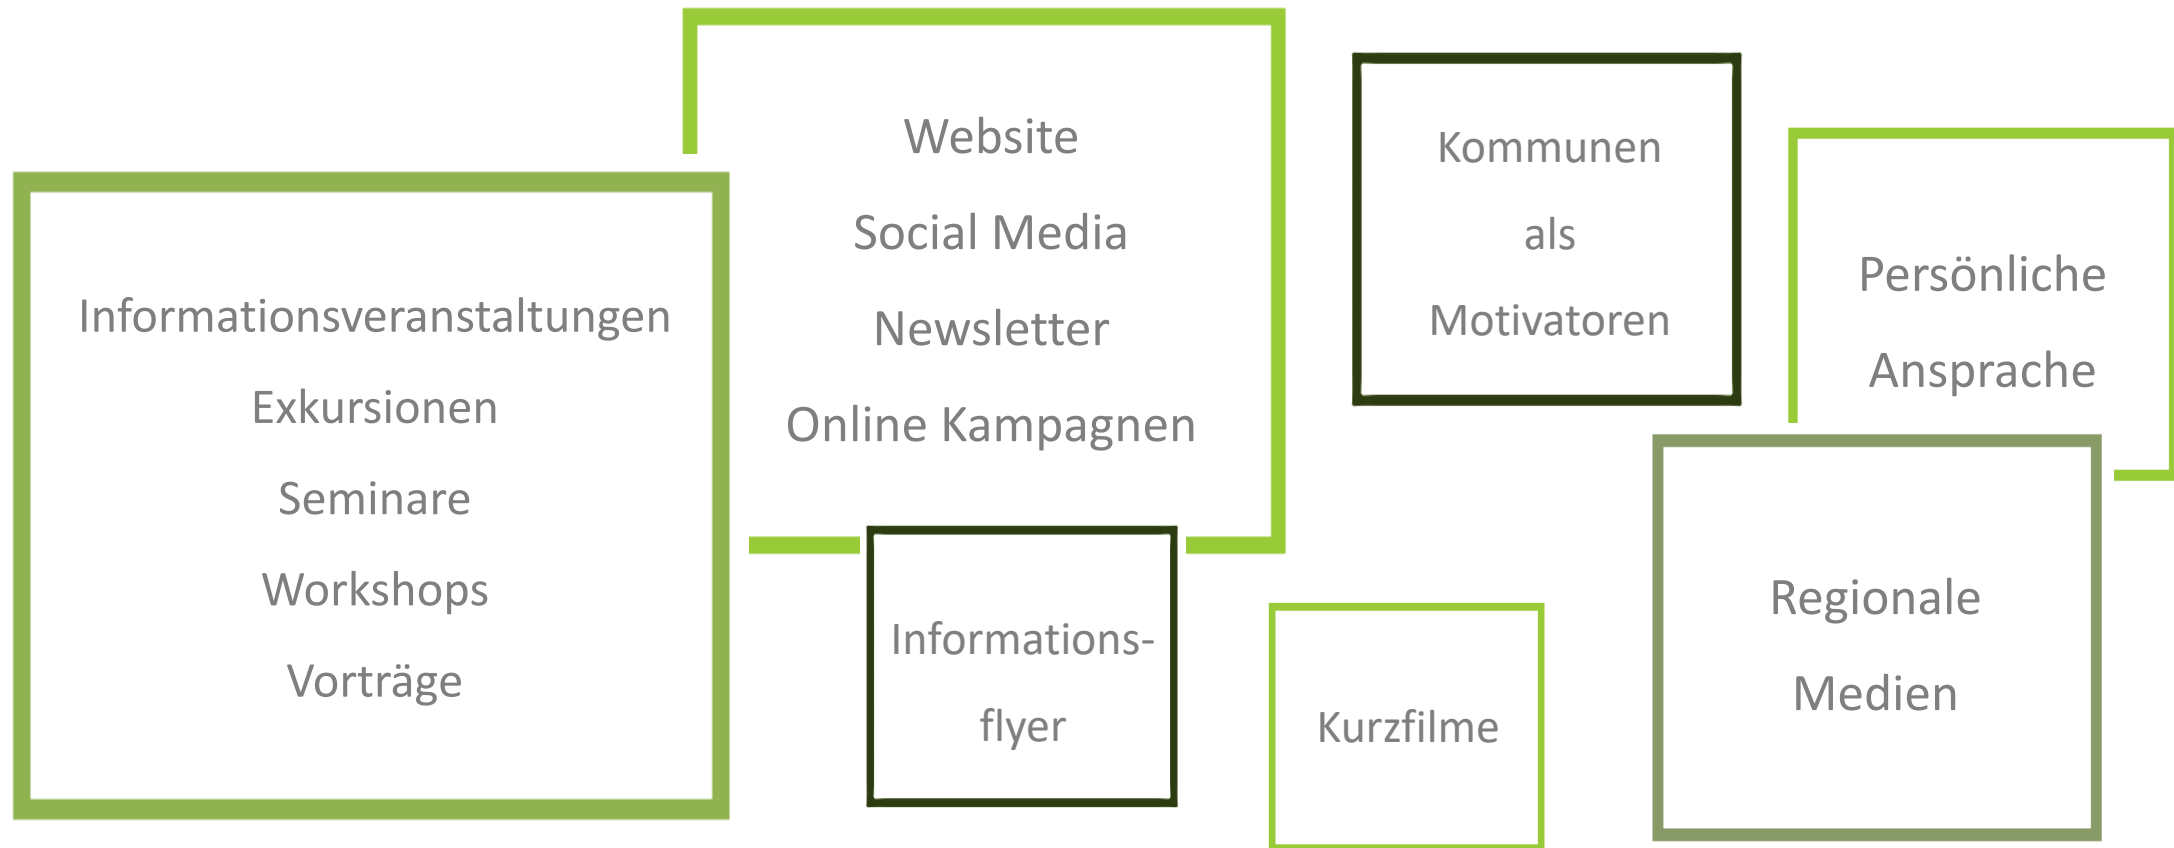 Informationsveranstaltungen
Exkursionen
Seminare
Workshops
Vorträge
Website
Social Media
Newsletter
Online Kampagnen
Informations-
flyer
Kurzfilme
Kommunen
als
Motivatoren
Persönliche
Ansprache
Regionale
Medien